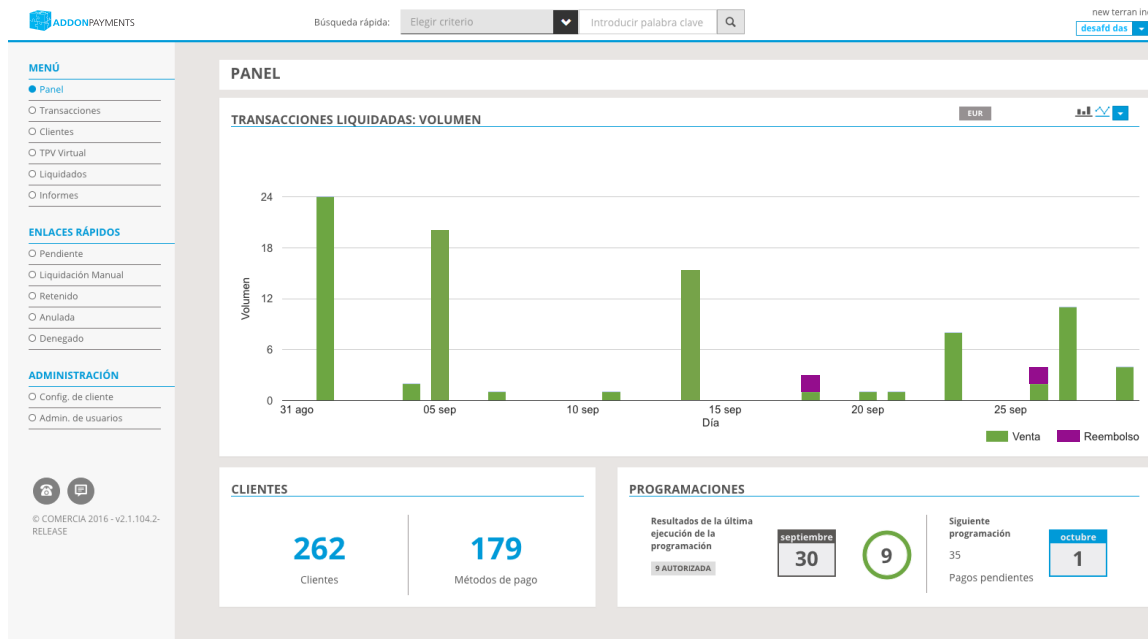 ADDONPAYMENTS
Búsqueda rápida:
Elegir criterio
Introducir palabra clave
new terran in
desafd das
MENÚ
Panel
Transacciones
Clientes
TPV Virtual
Liquidados
Informes
ENLACES RÁPIDOS
Pendiente
Liquidación Manual
Retenido
Anulada
Denegado
ADMINISTRACIÓN
Config. de cliente
Admin. de usuarios
© COMERCIA 2016 - v2.1.104.2-
RELEASE
PANEL
TRANSACCIONES LIQUIDADAS: VOLUMEN
EUR
Volumen
24
18
12
6
0
31 ago
05 sep
10 sep
15 sep
20 sep
25 sep
Día
Venta
Reembolso
CLIENTES
262
Clientes
179
Métodos de pago
PROGRAMACIONES
Resultados de la última
ejecución de la
programación
9 AUTORIZADA
septiembre
30
9
Siguiente
programación
35
Pagos pendientes
octubre
1